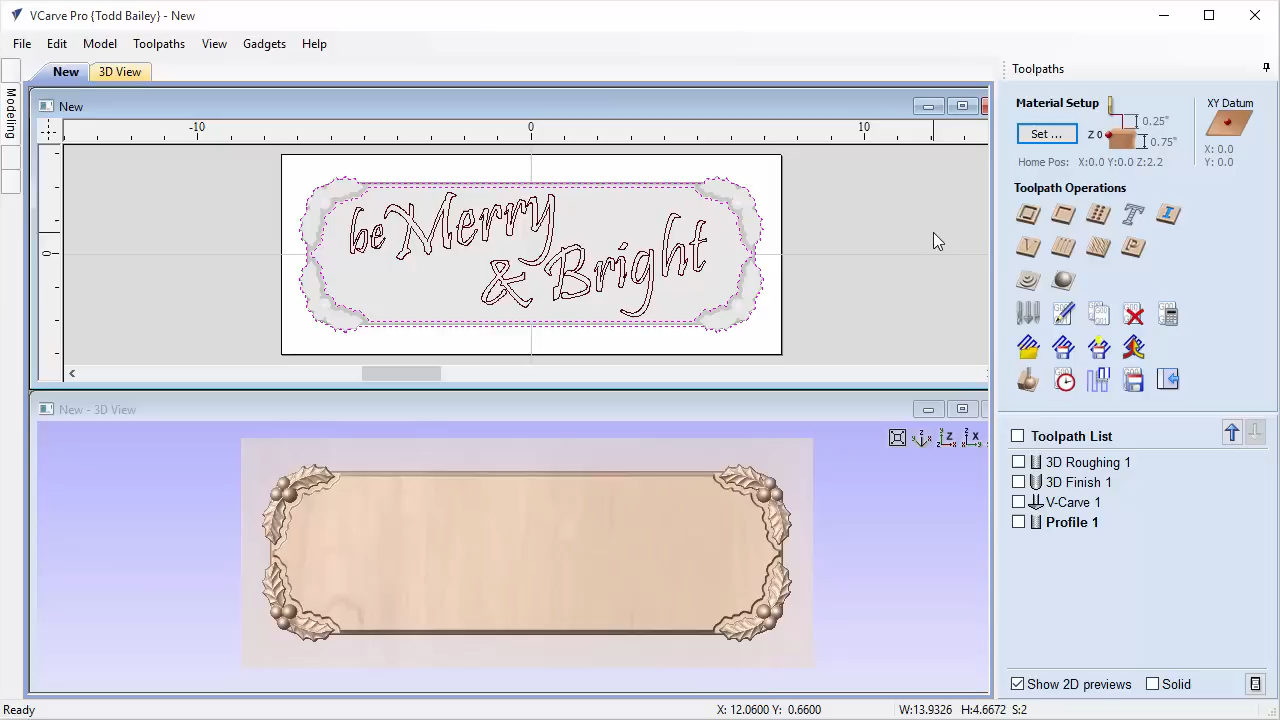 VCarve Pro {Todd Bailey} - New
File Edit Model Toolpaths View Gadgets Help
New 3D View
Modeling
New
-10 0 10
0
be Merry
& Bright
New - 3D View
Z X
Toolpaths
Material Setup
Set ...
Z 0
0.25"
0.75"
Home Pos: X:0.0 Y:0.0 Z:2.2
XY Datum
X: 0.0
Y: 0.0
Toolpath Operations
Toolpath List
3D Roughing 1
3D Finish 1
V-Carve 1
Profile 1
Show 2D previews Solid
Ready X: 12.0600 Y: 0.6600 W:13.9326 H:4.6672 S:2